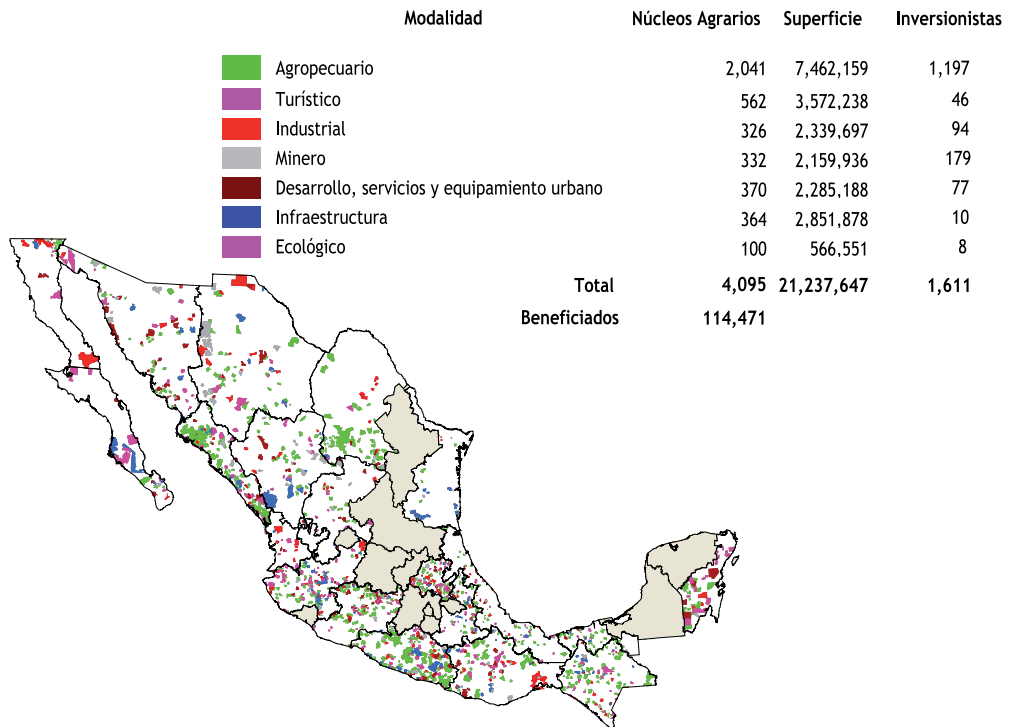 Modalidad Núcleos Agrarios Superficie Inversionistas
Agropecuario 2,041 7,462,159 1,197
Turístico 562 3,572,238 46
Industrial 326 2,339,697 94
Minero 332 2,159,936 179
Desarrollo, servicios y equipamiento urbano 370 2,285,188 77
Infraestructura 364 2,851,878 10
Ecológico 100 566,551 8
Total 4,095 21,237,647 1,611
Beneficiados 114,471